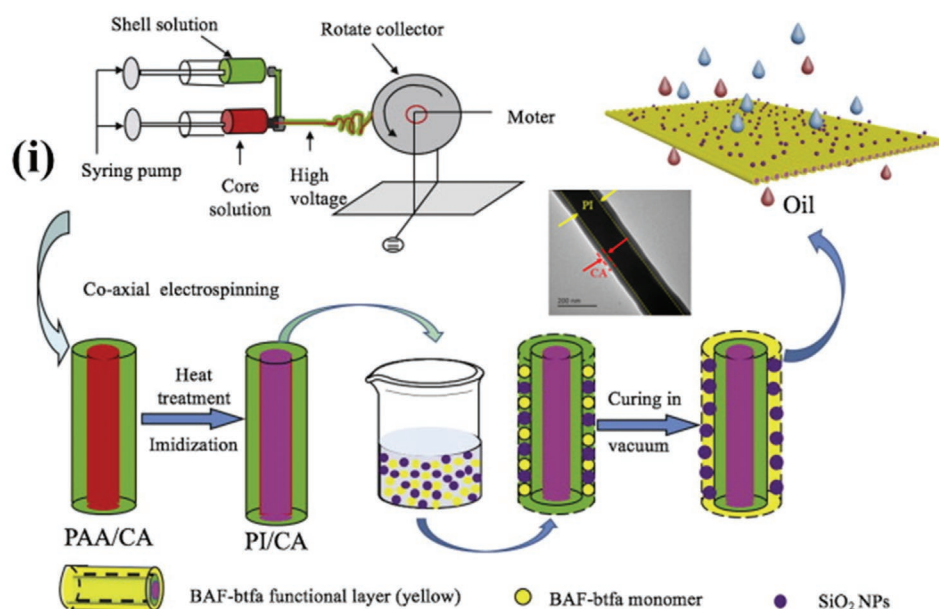 Shell solution
Rotate collector
Moter
(i)
Syring pump
Core
solution
High
voltage
Oil
PI
CA
200 nm
Co-axial electrospinning
Heat
treatment
Imidization
Curing in
vacuum
PAA/CA
PI/CA
BAF-btfa functional layer (yellow)
BAF-btfa monomer
SiO₂ NPs